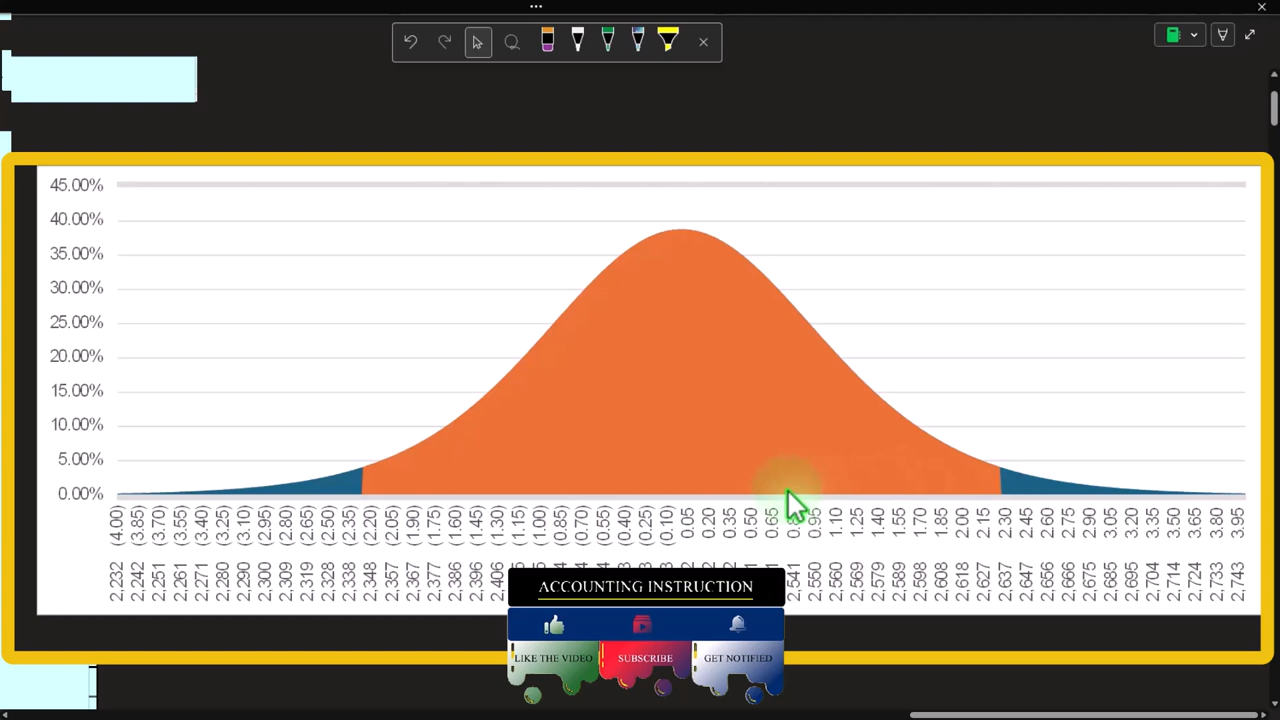 45.00%
40.00%
35.00%
30.00%
25.00%
20.00%
15.00%
10.00%
5.00%
0.00%
(4.00) (3.85) (3.70) (3.55) (3.40) (3.25) (3.10) (2.95) (2.80) (2.65) (2.50) (2.35) (2.20) (2.05) (1.90) (1.75) (1.60) (1.45) (1.30) (1.15) (1.00) (0.85) (0.70) (0.55) (0.40) (0.25) (0.10) 0.05 0.20 0.35 0.50 0.95 1.10 1.25 1.40 1.55 1.70 1.85 2.00 2.15 2.30 2.45 2.60 2.75 2.90 3.05 3.20 3.35 3.50 3.65 3.80 3.95
2.232 2.242 2.251 2.261 2.271 2.280 2.290 2.300 2.309 2.319 2.328 2.338 2.348 2.357 2.367 2.377 2.386 2.396 2.406 2.541 2.550 2.560 2.569 2.579 2.589 2.598 2.608 2.618 2.627 2.637 2.647 2.656 2.666 2.675 2.685 2.695 2.704 2.714 2.724 2.733 2.743
ACCOUNTING INSTRUCTION
LIKE THE VIDEO SUBSCRIBE GET NOTIFIED